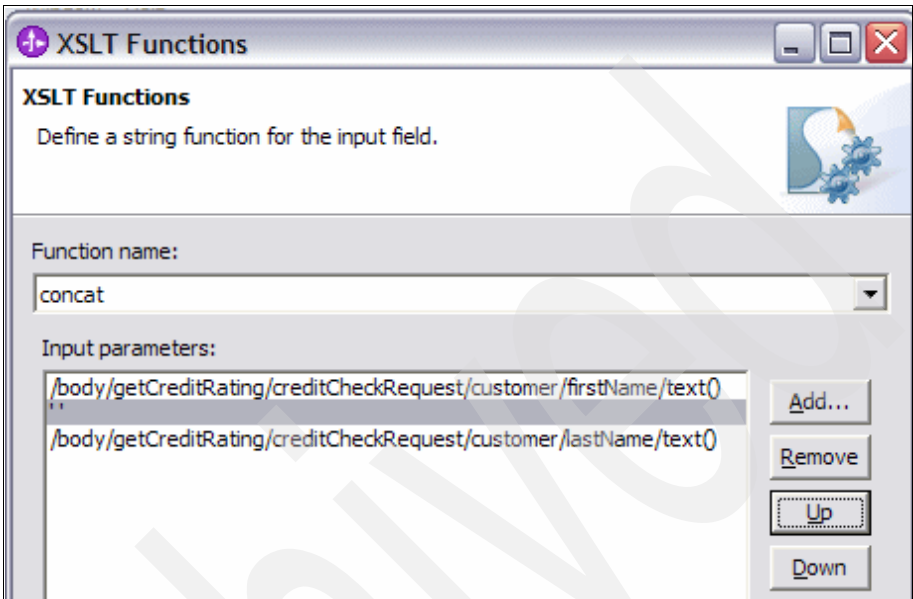 XSLT Functions
XSLT Functions
Define a string function for the input field.
Function name:
concat
Input parameters:
/body/getCreditRating/creditCheckRequest/customer/firstName/text()
' '
/body/getCreditRating/creditCheckRequest/customer/lastName/text()
Add...
Remove
Up
Down